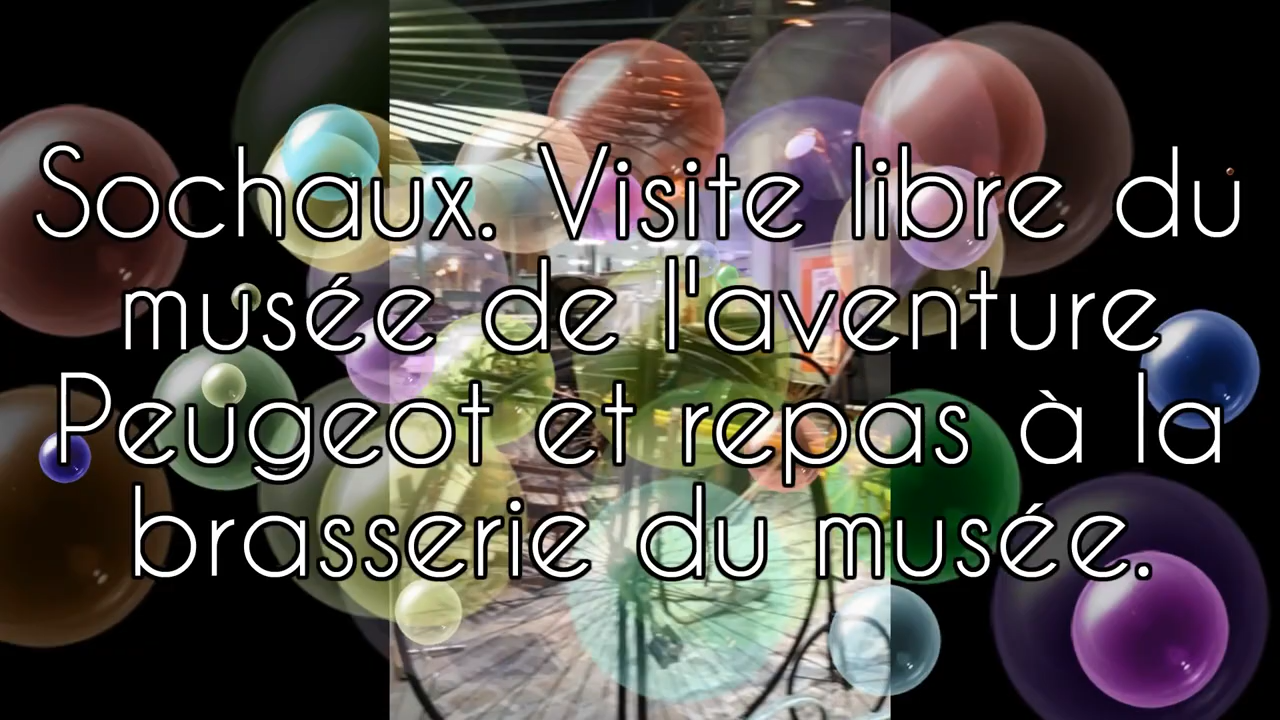 Sochaux. Visite libre du
musée de l'aventure
Peugeot et repas à la
brasserie du musée.